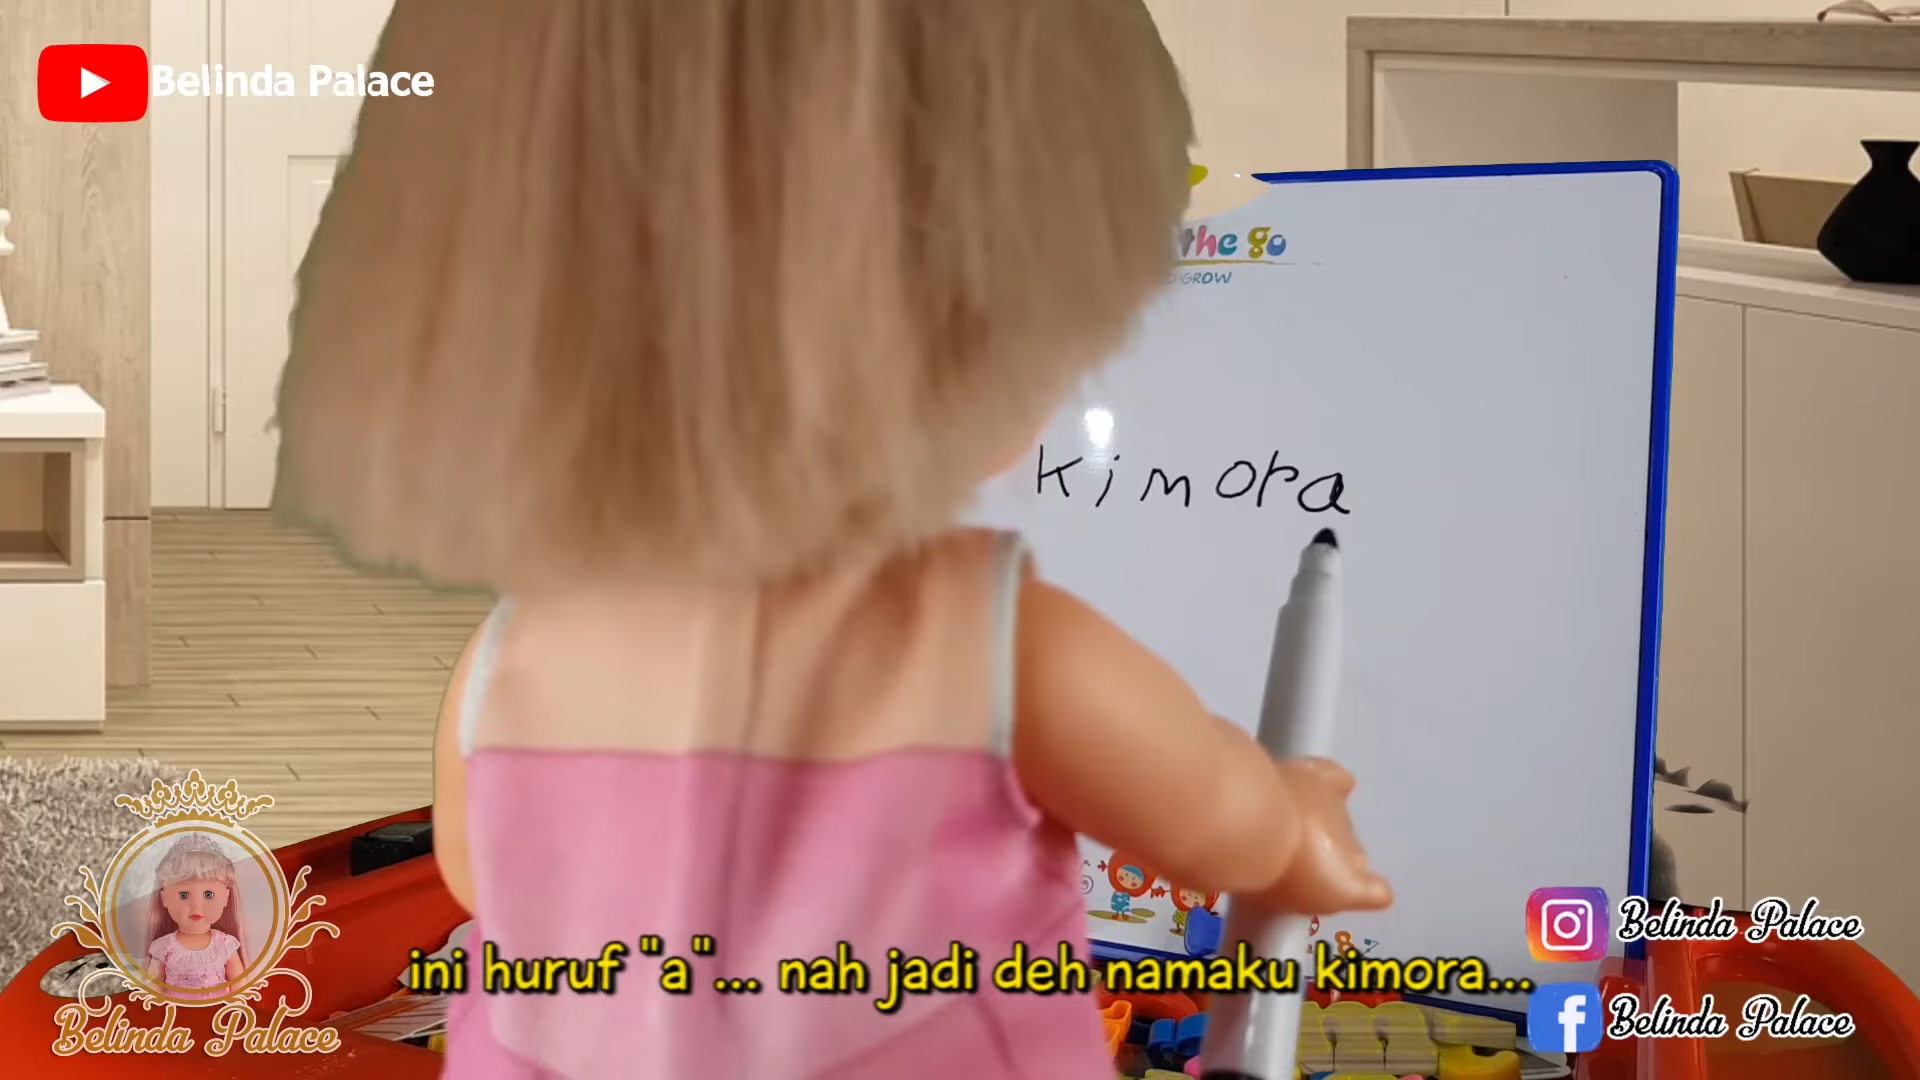 Belinda Palace
the go
GROW
kimora
ini huruf "a"... nah jadi deh namaku kimora...
Belinda Palace
Belinda Palace
Belinda Palace